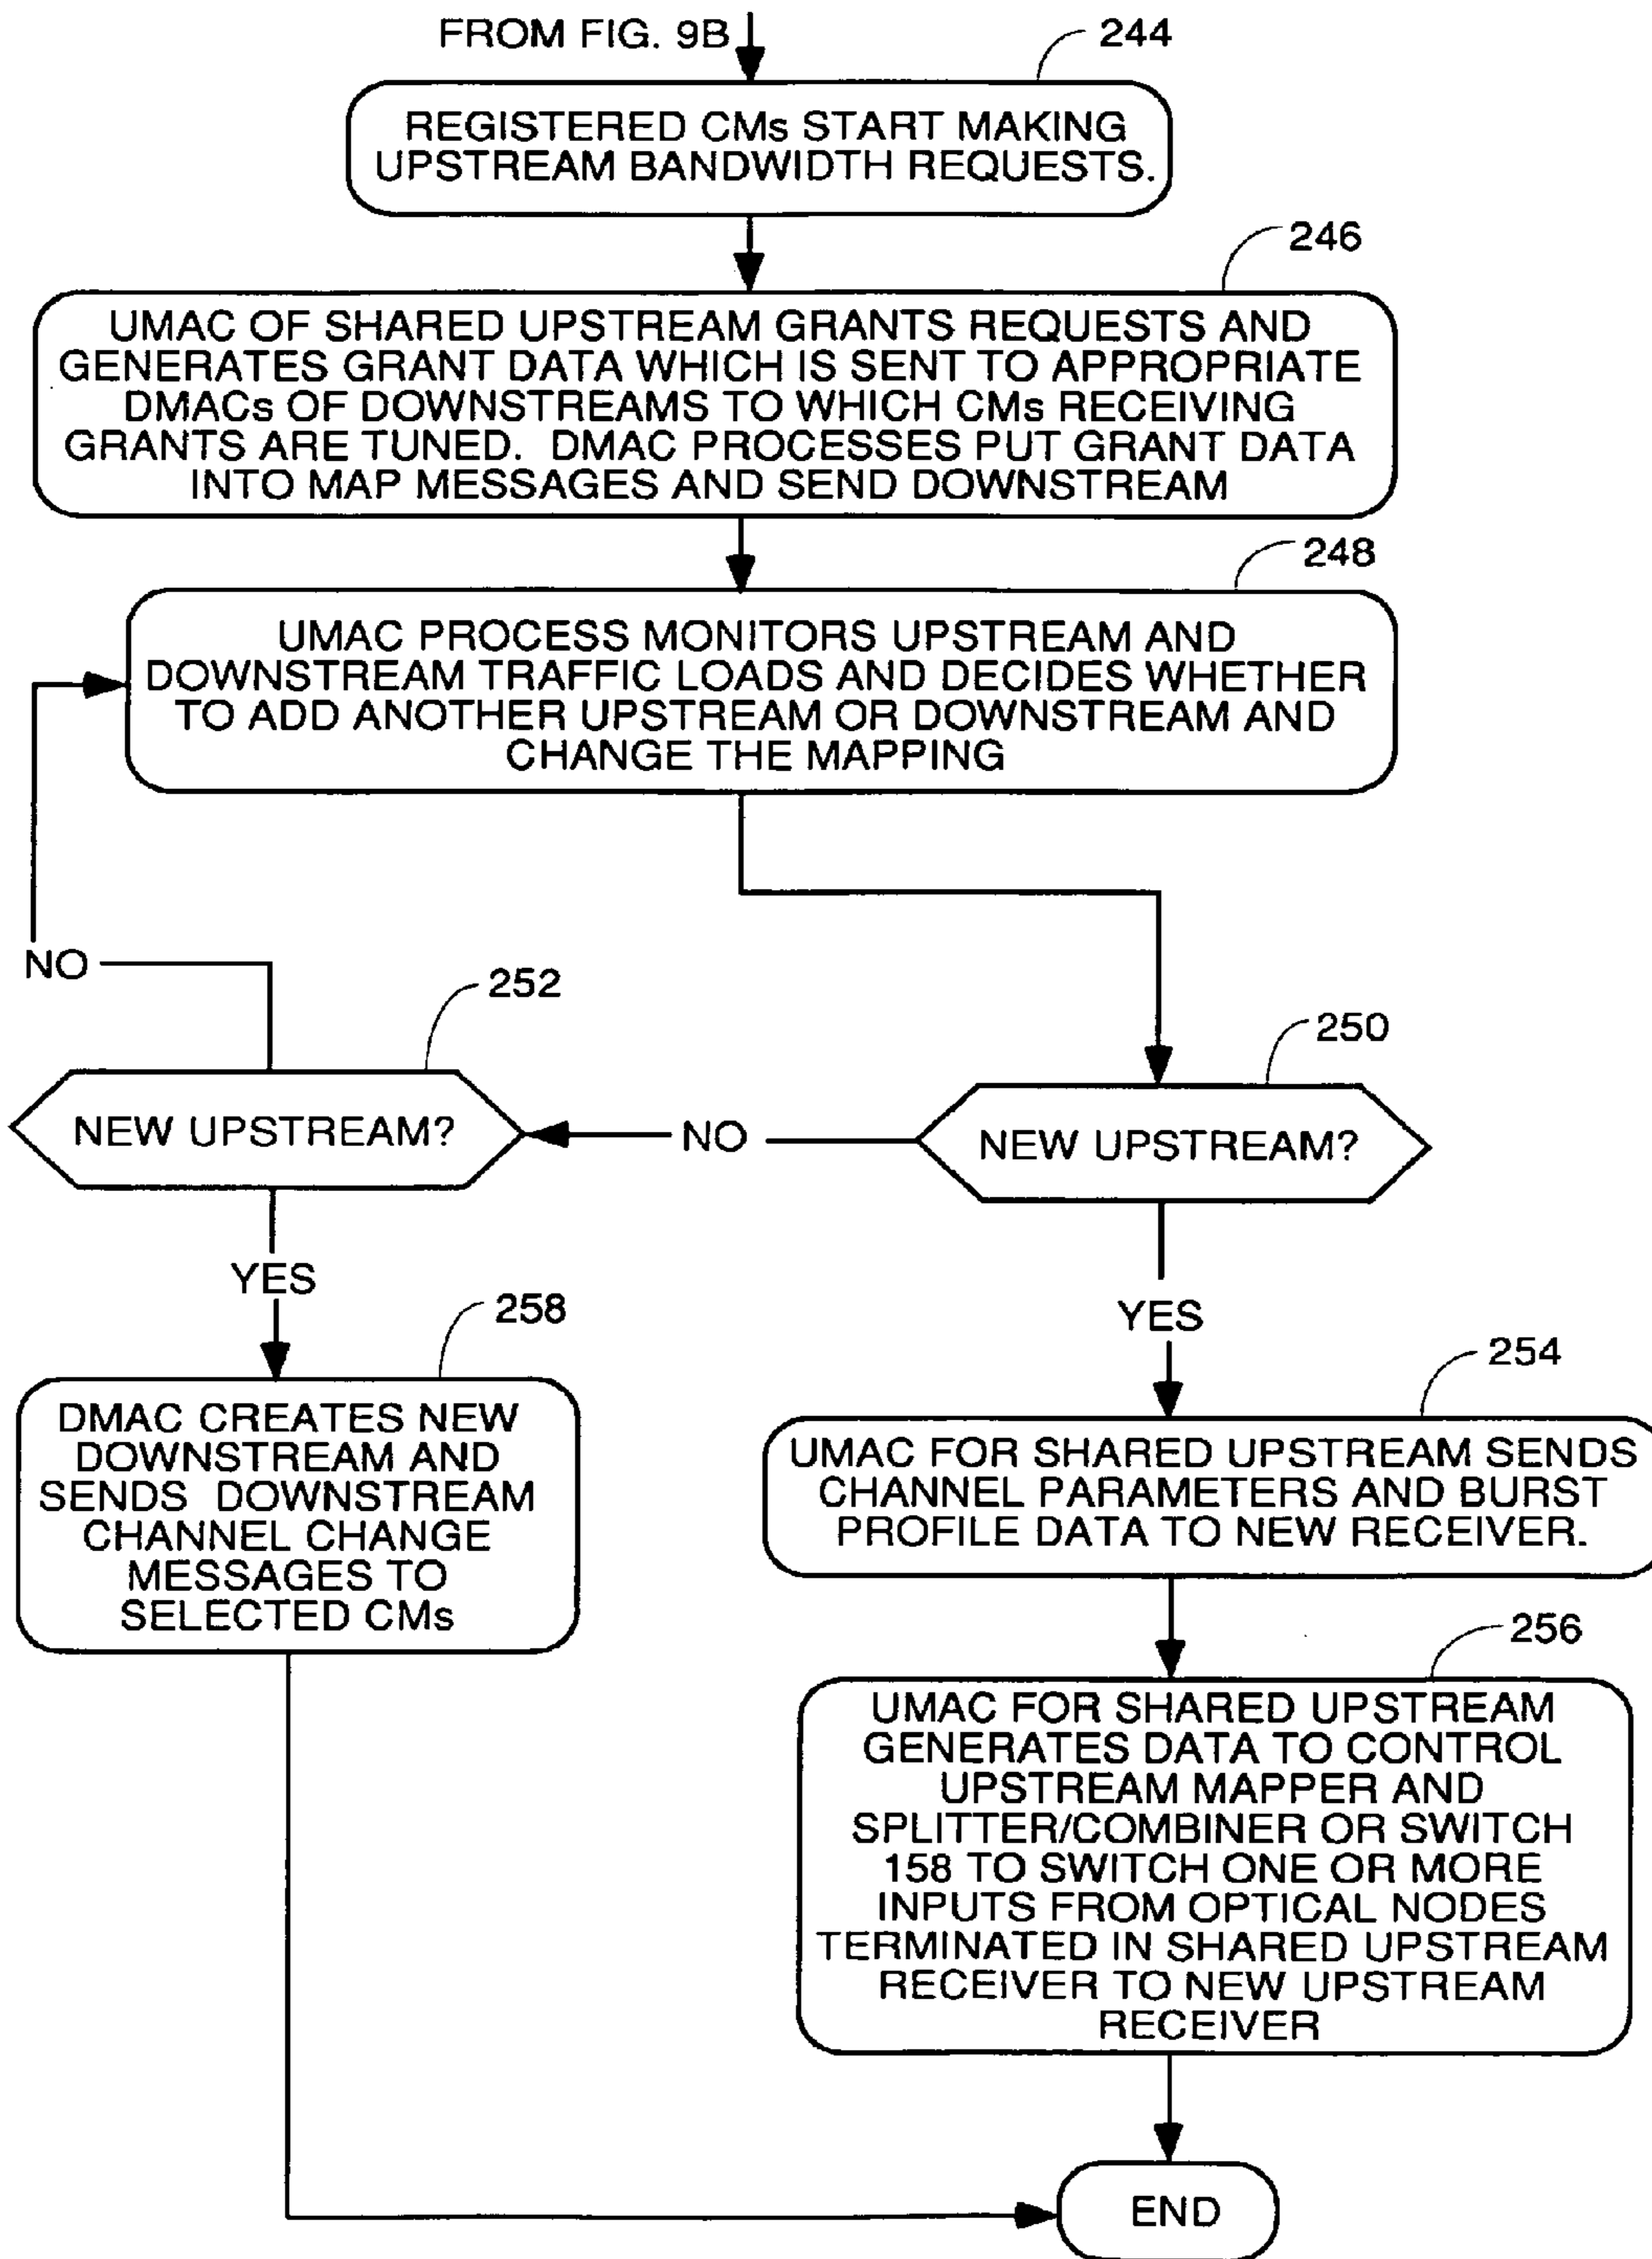 FROM FIG. 9B
244
REGISTERED CMs START MAKING
UPSTREAM BANDWIDTH REQUESTS.
246
UMAC OF SHARED UPSTREAM GRANTS REQUESTS AND
GENERATES GRANT DATA WHICH IS SENT TO APPROPRIATE
DMACs OF DOWNSTREAMS TO WHICH CMs RECEIVING
GRANTS ARE TUNED. DMAC PROCESSES PUT GRANT DATA
INTO MAP MESSAGES AND SEND DOWNSTREAM
248
UMAC PROCESS MONITORS UPSTREAM AND
DOWNSTREAM TRAFFIC LOADS AND DECIDES WHETHER
TO ADD ANOTHER UPSTREAM OR DOWNSTREAM AND
CHANGE THE MAPPING
NO
252
250
NEW UPSTREAM?
NO
NEW UPSTREAM?
YES
YES
258
DMAC CREATES NEW
DOWNSTREAM AND
SENDS DOWNSTREAM
CHANNEL CHANGE
MESSAGES TO
SELECTED CMs
254
UMAC FOR SHARED UPSTREAM SENDS
CHANNEL PARAMETERS AND BURST
PROFILE DATA TO NEW RECEIVER.
256
UMAC FOR SHARED UPSTREAM
GENERATES DATA TO CONTROL
UPSTREAM MAPPER AND
SPLITTER/COMBINER OR SWITCH
158 TO SWITCH ONE OR MORE
INPUTS FROM OPTICAL NODES
TERMINATED IN SHARED UPSTREAM
RECEIVER TO NEW UPSTREAM
RECEIVER
END